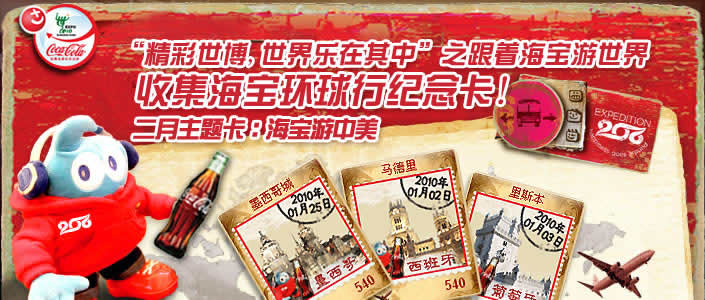 EXPO
Coca-Cola
“精彩世博,世界乐在其中”之跟着海宝游世界
收集海宝环球行纪念卡!
二月主题卡:海宝游中美
EXPEDITION
206
206
Coca-Cola
墨西哥城
2010年
01月25日
墨西哥
540
马德里
2010年
01月02日
西班牙
540
里斯本
2010年
01月03日
葡萄牙